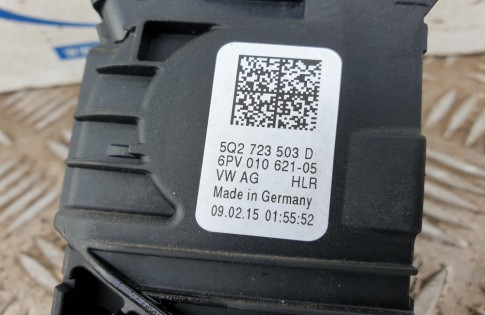 5Q2 723 503 D
6PV 010 621-05
VW AG HLR
Made in Germany
09.02.15 01:55:52